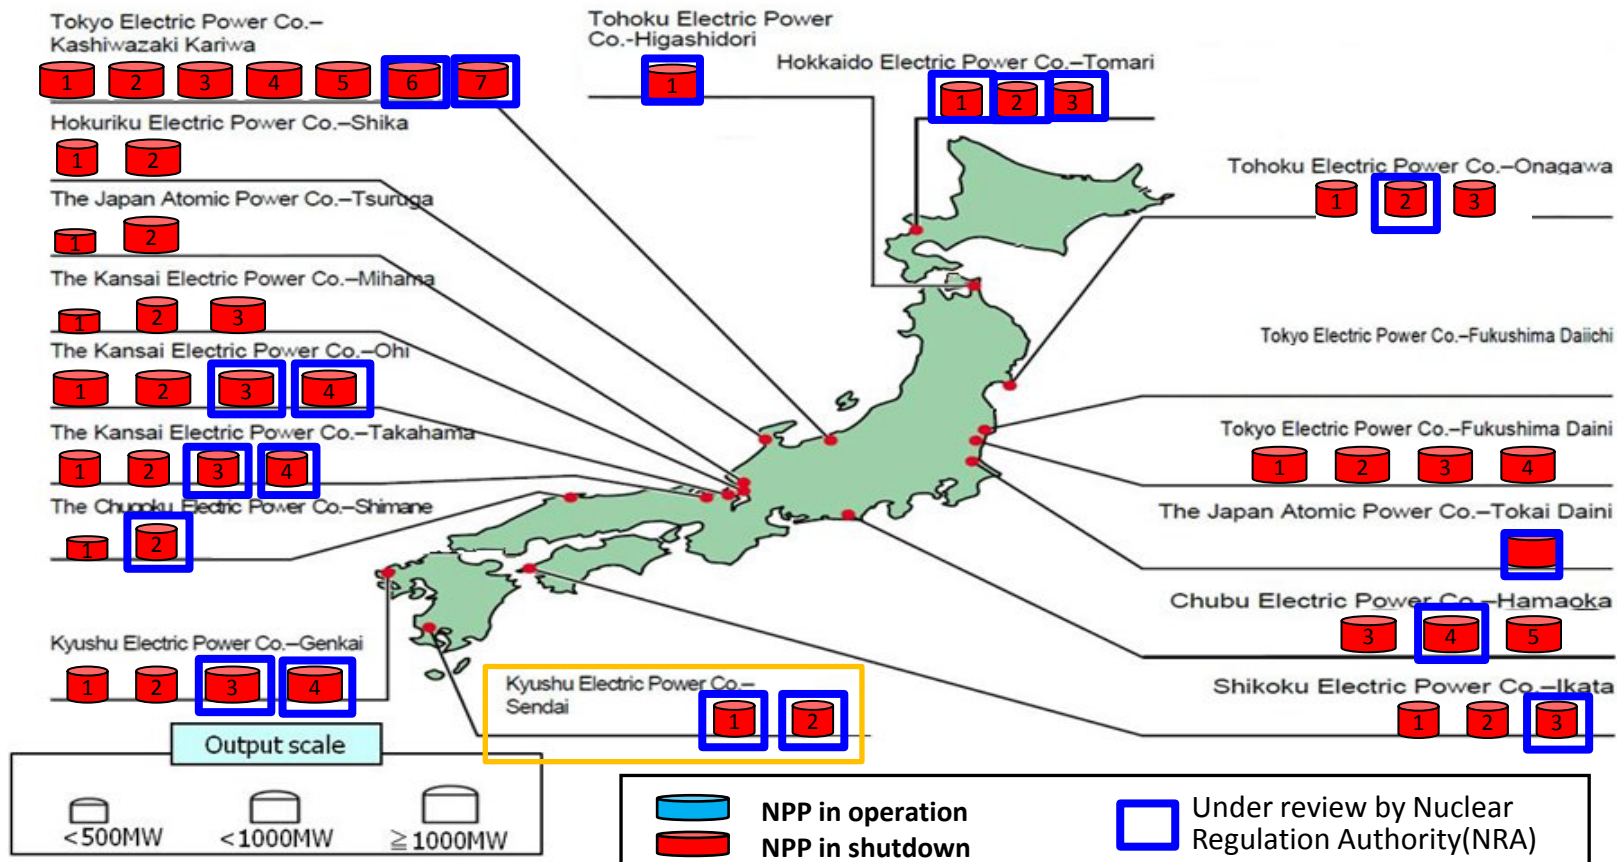 Tokyo Electric Power Co.–
Kashiwazaki Kariwa
1 2 3 4 5 6 7
Hokuriku Electric Power Co.–Shika
1 2
The Japan Atomic Power Co.–Tsuruga
1 2
The Kansai Electric Power Co.–Mihama
1 2 3
The Kansai Electric Power Co.–Ohi
1 2 3 4
The Kansai Electric Power Co.–Takahama
1 2 3 4
The Chugoku Electric Power Co.–Shimane
1 2
Kyushu Electric Power Co.–Genkai
1 2 3 4
Tohoku Electric Power
Co.-Higashidori
1
Hokkaido Electric Power Co.–Tomari
1 2 3
Tohoku Electric Power Co.–Onagawa
1 2 3
Tokyo Electric Power Co.–Fukushima Daiichi
Tokyo Electric Power Co.–Fukushima Daini
1 2 3 4
The Japan Atomic Power Co.–Tokai Daini
Chubu Electric Power Co.–Hamaoka
3 4 5
Shikoku Electric Power Co.–Ikata
1 2 3
Kyushu Electric Power Co.–
Sendai
1 2
Output scale
<500MW <1000MW ≧1000MW
NPP in operation
NPP in shutdown
Under review by Nuclear
Regulation Authority(NRA)